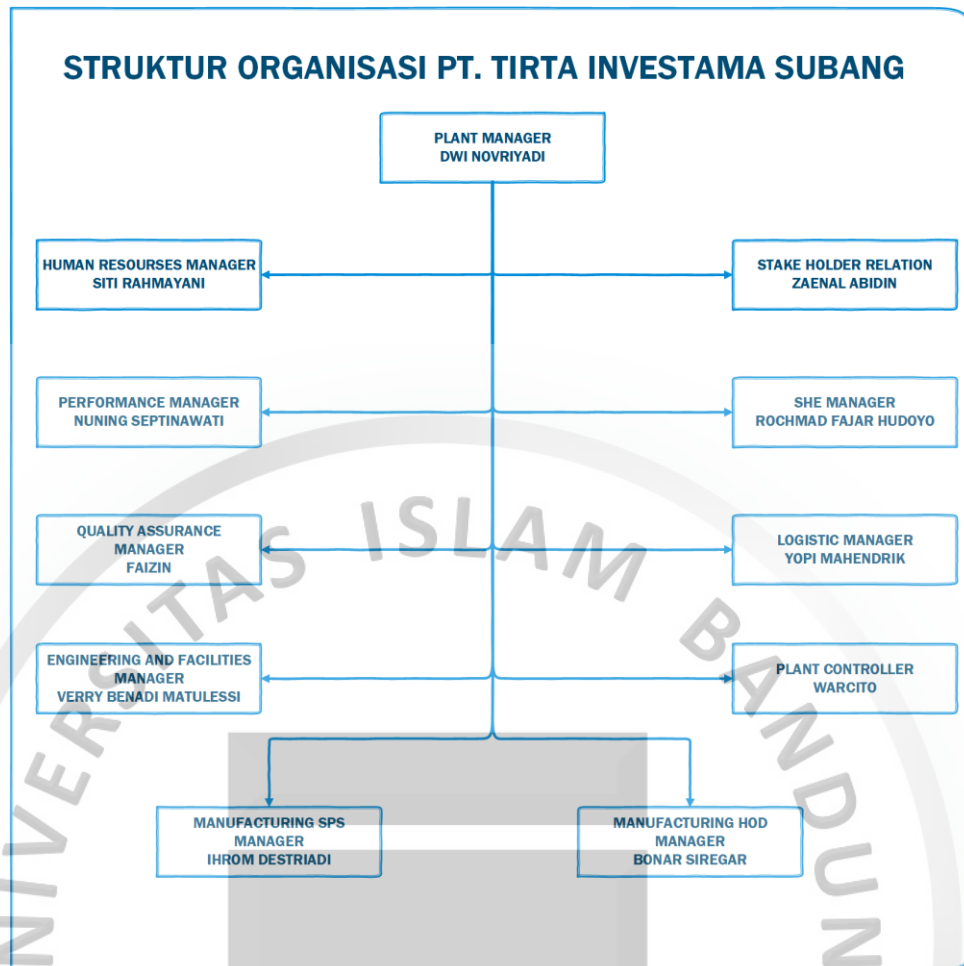 STRUKTUR ORGANISASI PT. TIRTA INVESTAMA SUBANG
PLANT MANAGER
DWI NOVRIYADI
HUMAN RESOURSES MANAGER
SITI RAHMAYANI
STAKE HOLDER RELATION
ZAENAL ABIDIN
PERFORMANCE MANAGER
NUNING SEPTINAWATI
SHE MANAGER
ROCHMAD FAJAR HUDOYO
QUALITY ASSURANCE
MANAGER
FAIZIN
LOGISTIC MANAGER
YOPI MAHENDRIK
ENGINEERING AND FACILITIES
MANAGER
VERRY BENADI MATULESSI
PLANT CONTROLLER
WARCITO
MANUFACTURING SPS
MANAGER
IHROM DESTRIADI
MANUFACTURING HOD
MANAGER
BONAR SIREGAR
NIVERSITAS ISLAM BANDUN